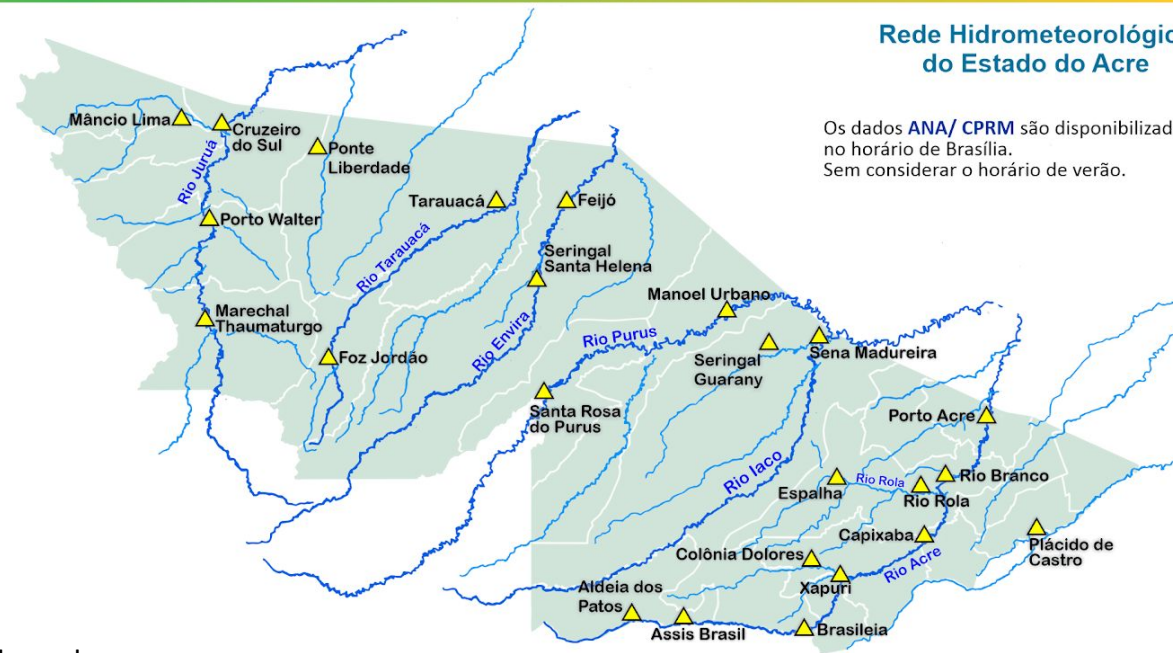 Rede Hidrometeorológic
do Estado do Acre
Os dados ANA/ CPRM são disponibilizad
no horário de Brasília.
Sem considerar o horário de verão.
Mâncio Lima
Cruzeiro
do Sul
Ponte
Liberdade
Rio Juruá
Tarauacá
Feijó
Porto Walter
Rio Tarauacá
Seringal
Santa Helena
Manoel Urbano
Marechal
Thaumaturgo
Rio Envira
Rio Purus
Foz Jordão
Seringal
Guarany
Sena Madureira
Santa Rosa
do Purus
Porto Acre
Rio Iaco
Espalha
Rio Rola
Rio Branco
Rio Rola
Capixaba
Plácido de
Castro
Colônia Dolores
Rio Acre
Xapuri
Aldeia dos
Patos
Assis Brasil
Brasileia